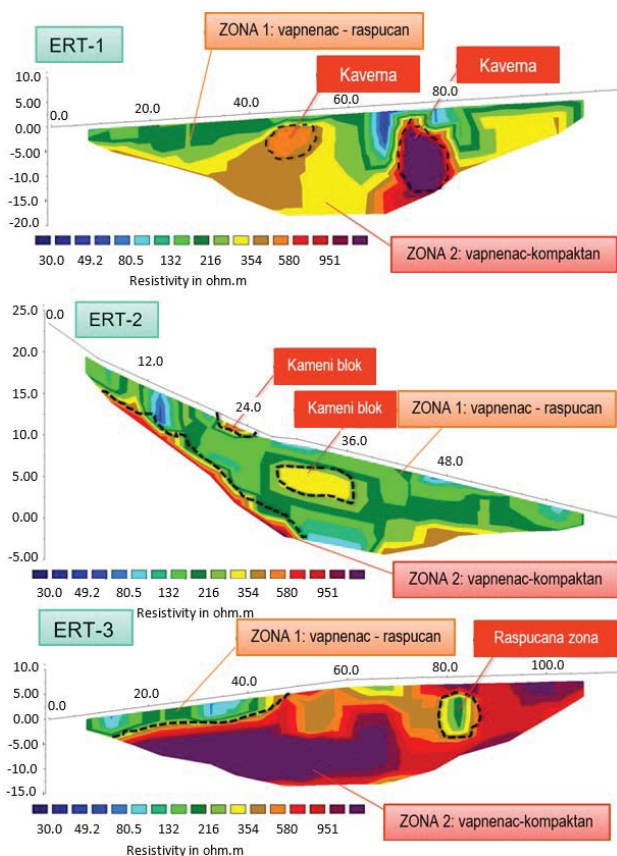 ERT-1
ZONA 1: vapnenac - raspucan
Kaverna
Kaverna
10.0
5.0
0.00
-5.00
-10.0
-15.0
-20.0
0.0
20.0
40.0
60.0
80.0
ZONA 2: vapnenac-kompaktan
30.0 49.2 80.5 132 216 354 580 951
Resistivity in ohm.m
ERT-2
25.0
20.0
15.0
10.0
5.00
0.00
-5.00
0.0
12.0
24.0
36.0
48.0
Kameni blok
Kameni blok
ZONA 1: vapnenac - raspucan
ZONA 2: vapnenac-kompaktan
30.0 49.2 80.5 132 216 354 580 951
Resistivity in ohm.m
ERT-3
ZONA 1: vapnenac - raspucan
Raspucana zona
10.0
5.00
0.00
-5.00
-10.0
-15.0
0.0
20.0
40.0
60.0
80.0
100.0
ZONA 2: vapnenac-kompaktan
30.0 49.2 80.5 132 216 354 580 951
Resistivity in ohm.m